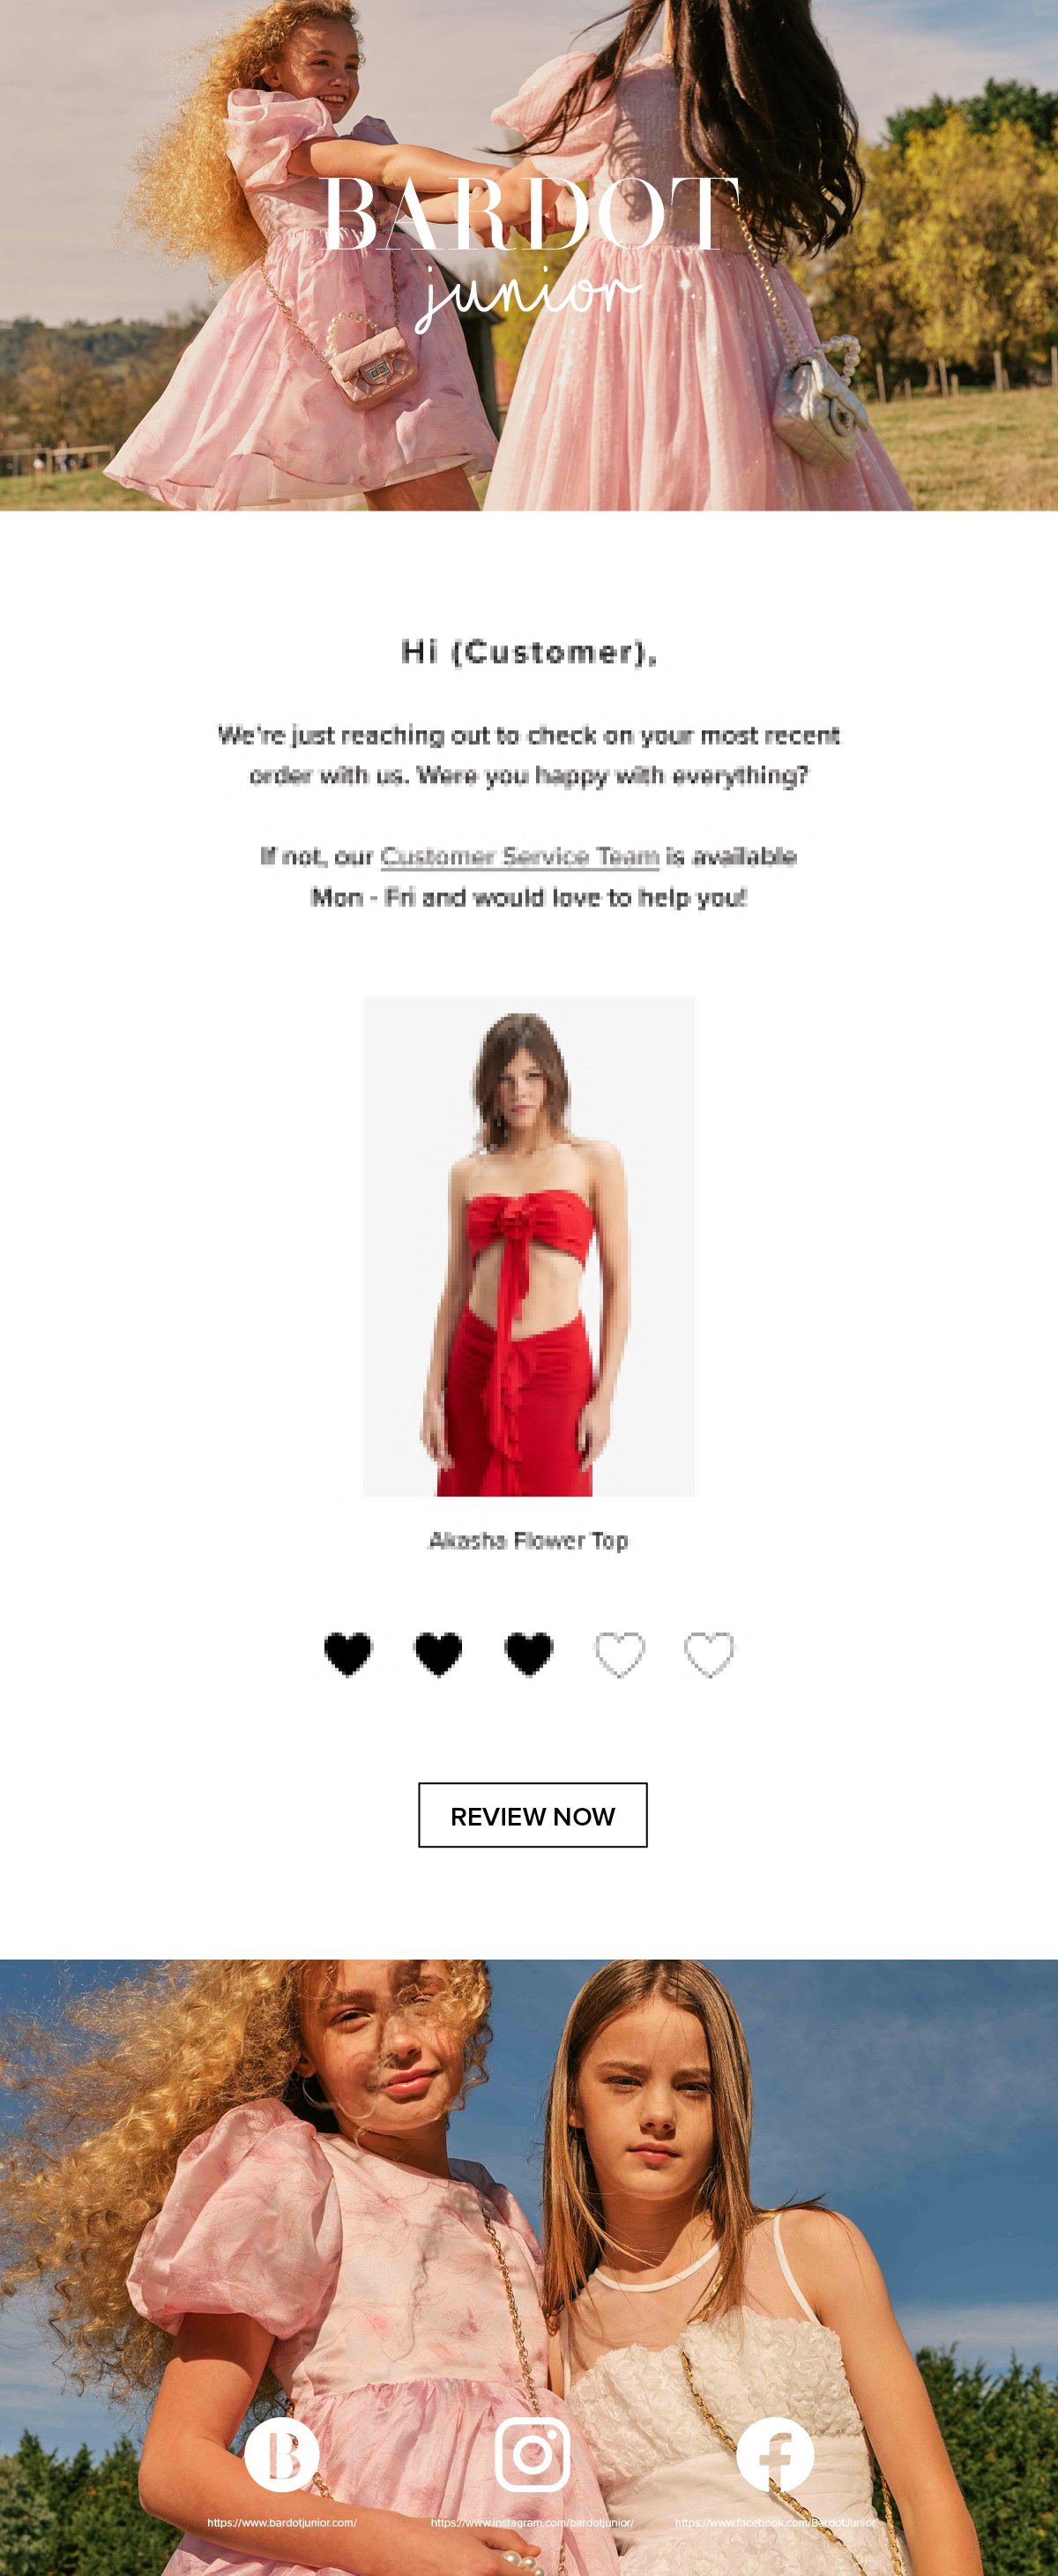 BARDOT
junior
Hi (Customer),
We're just reaching out to check on your most recent
order with us. Were you happy with everything?
If not, our Customer Service Team is available
Mon - Fri and would love to help you!
Akasha Flower Top
REVIEW NOW
B
https://www.bardotjunior.com/ https://www.instagram.com/bardotjunior/ https://www.facebook.com/BardotJunior